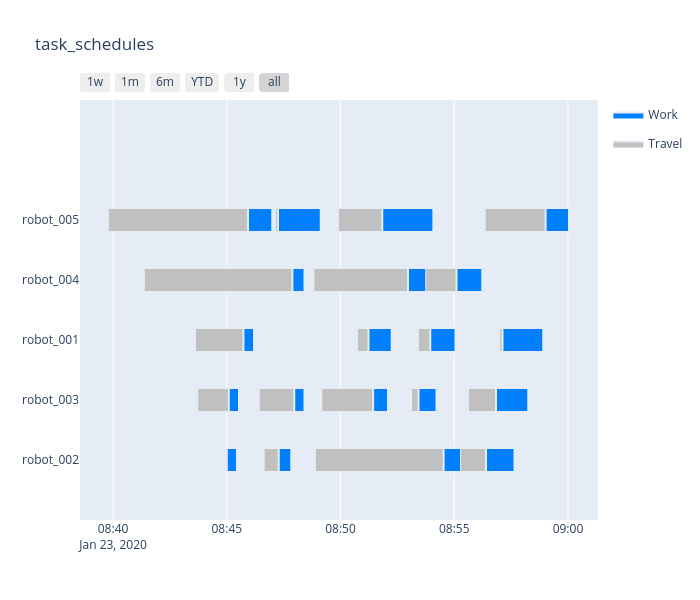 task_schedules
1w 1m 6m YTD 1y all
Work
Travel
robot_005
robot_004
robot_001
robot_003
robot_002
08:40 08:45 08:50 08:55 09:00
Jan 23, 2020